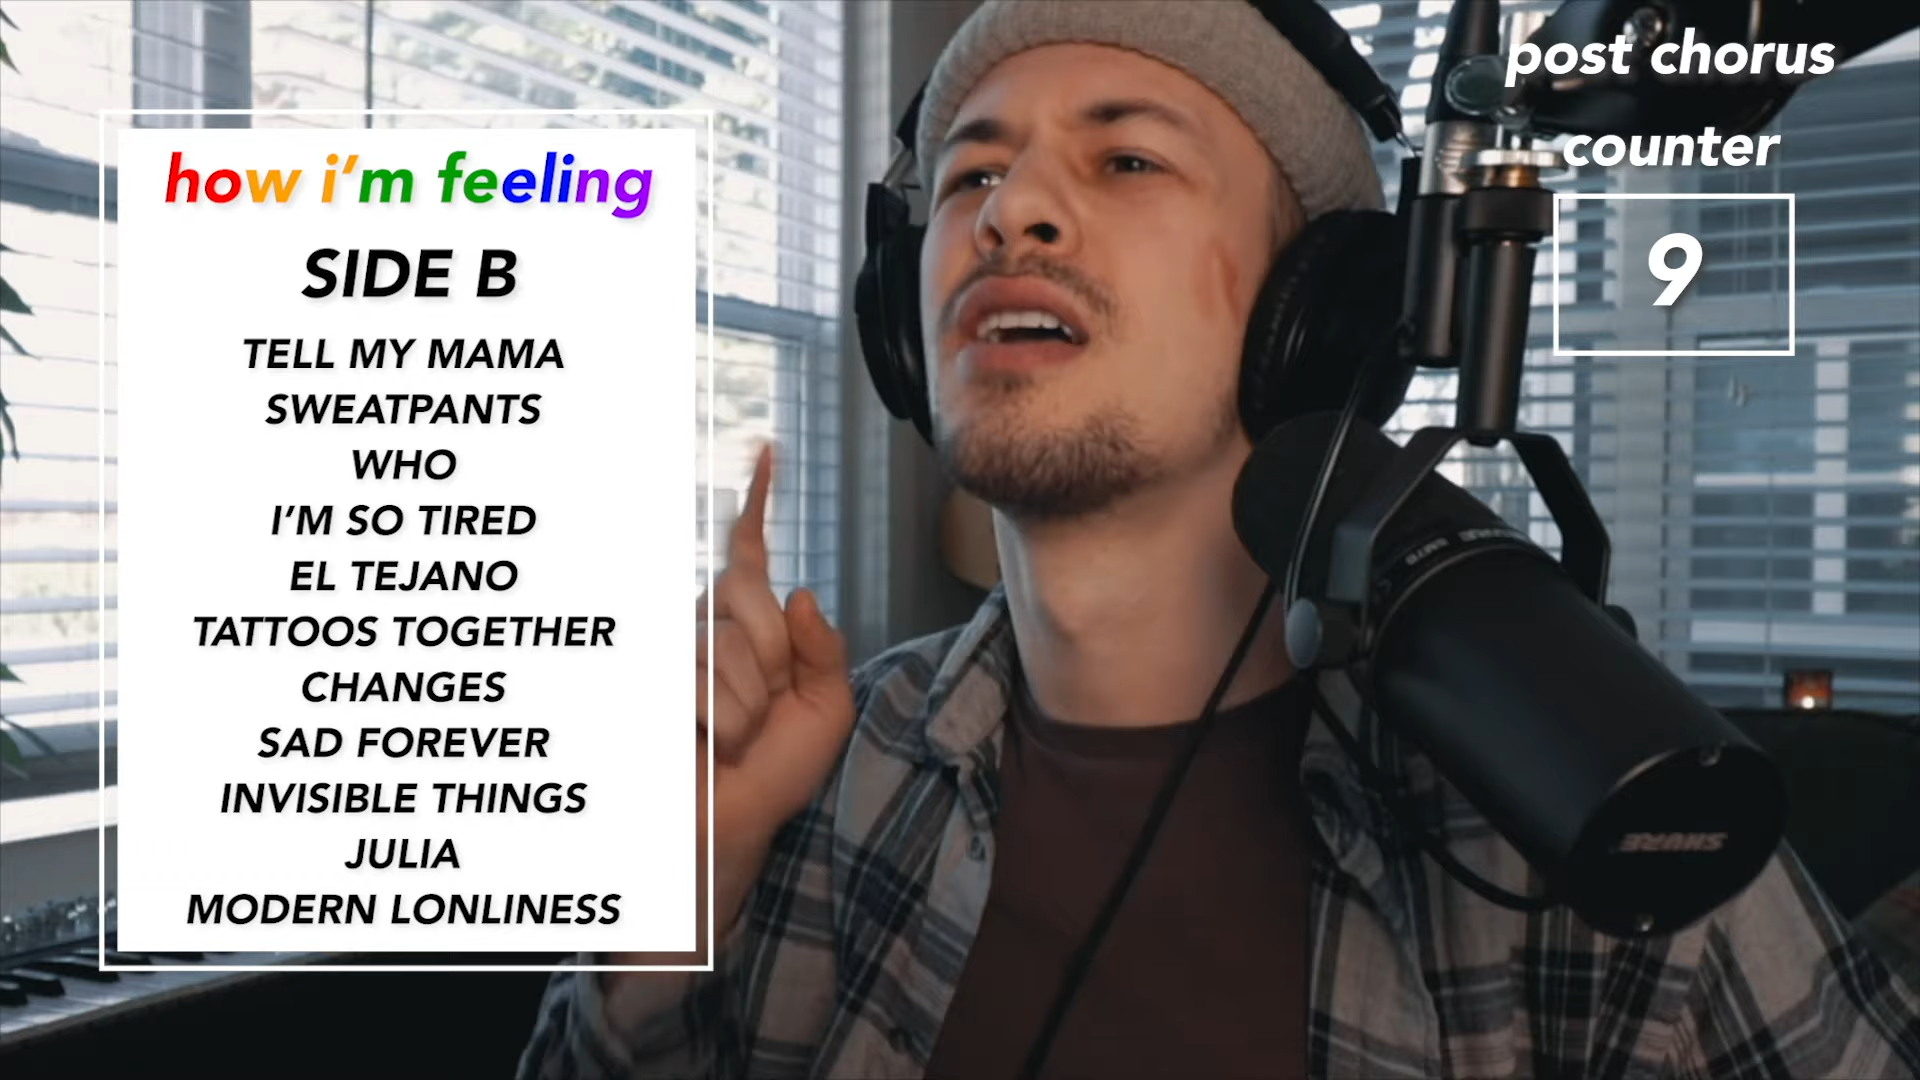 how i’m feeling
SIDE B
TELL MY MAMA
SWEATPANTS
WHO
I’M SO TIRED
EL TEJANO
TATTOOS TOGETHER
CHANGES
SAD FOREVER
INVISIBLE THINGS
JULIA
MODERN LONLINESS
post chorus
counter
9
SHURE